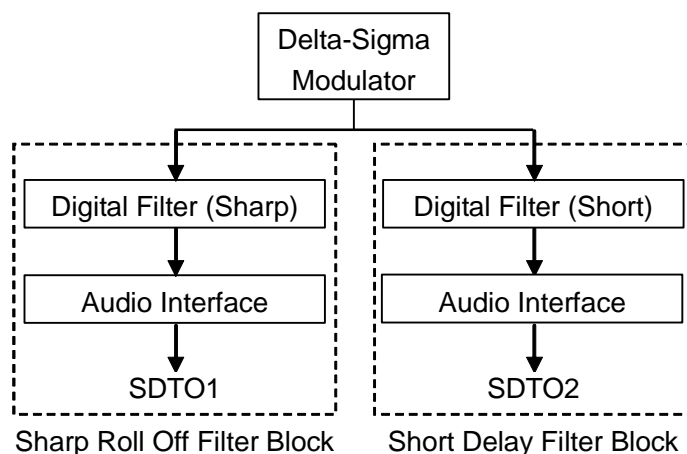 Delta-Sigma
Modulator
Digital Filter (Sharp)
Audio Interface
SDTO1
Sharp Roll Off Filter Block
Digital Filter (Short)
Audio Interface
SDTO2
Short Delay Filter Block